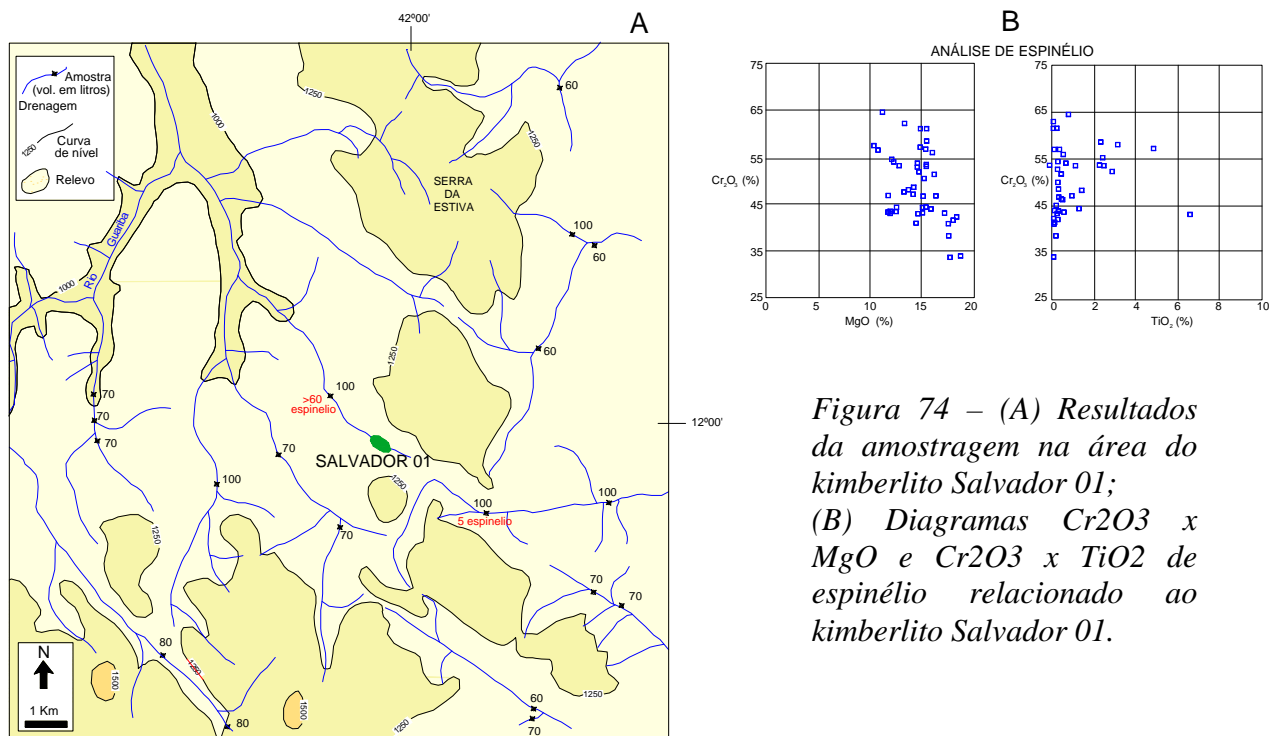 A
42º00'
Amostra
(vol. em litros)
Drenagem
1250
Curva
de nível
Relevo
1250
1000
60
1250
SERRA
DA
ESTIVA
Rio Guariba
100
60
1000
60
1250
100
>60
espinelio
12º00'
70
70
70
70
SALVADOR 01
1250
100
100
5 espinelio
100
70
1250
70
70
80
1250
1500
1500
80
60
70
1250
1250
N
1 Km
B
ANÁLISE DE ESPINÉLIO
75
65
55
Cr2O3 (%)
45
35
25
0 5 10 15 20
MgO (%)
75
65
55
Cr2O3 (%)
45
35
25
0 2 4 6 8 10
TiO2 (%)
Figura 74 – (A) Resultados
da amostragem na área do
kimberlito Salvador 01;
(B) Diagramas Cr2O3 x
MgO e Cr2O3 x TiO2 de
espinélio relacionado ao
kimberlito Salvador 01.